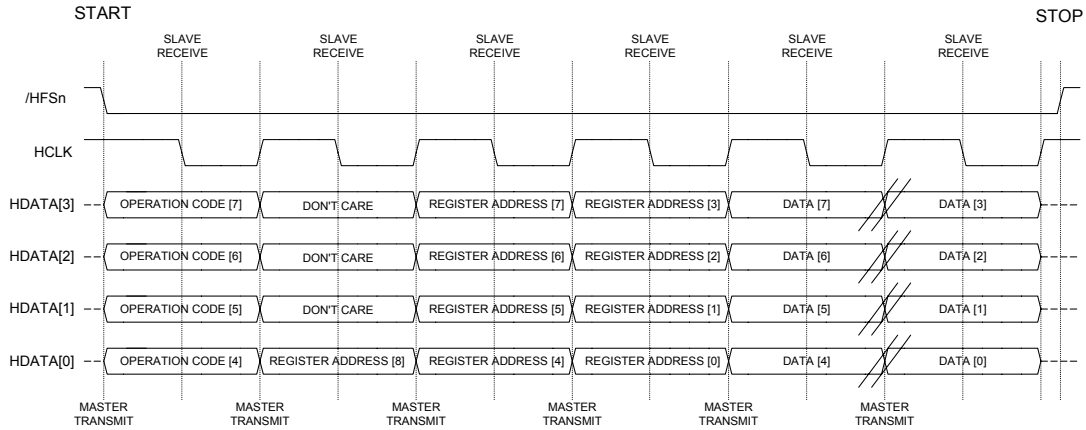 START
STOP
SLAVE SLAVE SLAVE SLAVE SLAVE SLAVE
RECEIVE RECEIVE RECEIVE RECEIVE RECEIVE RECEIVE
/HFSn
HCLK
HDATA[3] OPERATION CODE [7] DON'T CARE REGISTER ADDRESS [7] REGISTER ADDRESS [3] DATA [7] DATA [3]
HDATA[2] OPERATION CODE [6] DON'T CARE REGISTER ADDRESS [6] REGISTER ADDRESS [2] DATA [6] DATA [2]
HDATA[1] OPERATION CODE [5] DON'T CARE REGISTER ADDRESS [5] REGISTER ADDRESS [1] DATA [5] DATA [1]
HDATA[0] OPERATION CODE [4] REGISTER ADDRESS [8] REGISTER ADDRESS [4] REGISTER ADDRESS [0] DATA [4] DATA [0]
MASTER MASTER MASTER MASTER MASTER MASTER
TRANSMIT TRANSMIT TRANSMIT TRANSMIT TRANSMIT TRANSMIT